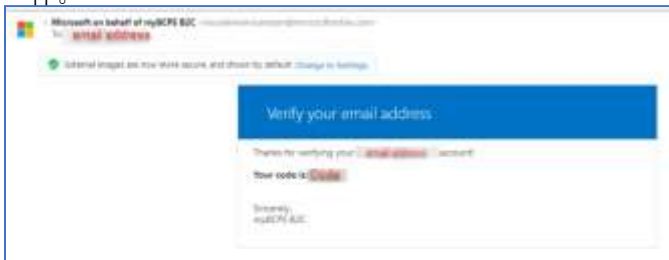 Microsoft on behalf of myBCPS B2C
To: email address
External images are now more secure, and shown by default. Change in Settings
Verify your email address
Thanks for verifying your email address account!
Your code is: Code
Sincerely,
myBCPS B2C